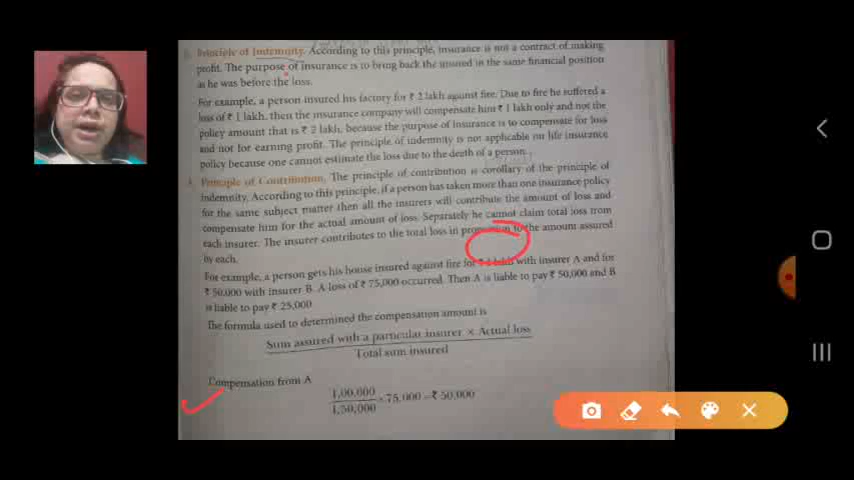 Principle of Indemnity. According to this principle, insurance is not a contract of making
profit. The purpose of insurance is to bring back the insured in the same financial position
as he was before the loss.
For example, a person insured his factory for ₹ 2 lakh against fire. Due to fire he suffered a
loss of ₹ 1 lakh, then the insurance company will compensate him ₹ 1 lakh only and not the
policy amount that is ₹ 2 lakh, because the purpose of insurance is to compensate for loss
and not for earning profit. The principle of indemnity is not applicable on life insurance
policy because one cannot estimate the loss due to the death of a person.
Principle of Contribution. The principle of contribution is corollary of the principle of
indemnity. According to this principle, if a person has taken more than one insurance policy
for the same subject matter then all the insurers will contribute the amount of loss and
compensate him for the actual amount of loss. Separately he cannot claim total loss from
each insurer. The insurer contributes to the total loss in proportion to the amount assured
by each.
For example, a person gets his house insured against fire for ₹ 1 lakh with insurer A and for
₹ 50,000 with insurer B. A loss of ₹ 75,000 occurred. Then A is liable to pay ₹ 50,000 and B
is liable to pay ₹ 25,000
The formula used to determined the compensation amount is
Sum assured with a particular insurer × Actual loss
Total sum insured
Compensation from A
1,00,000
× 75,000 = ₹ 50,000
1,50,000